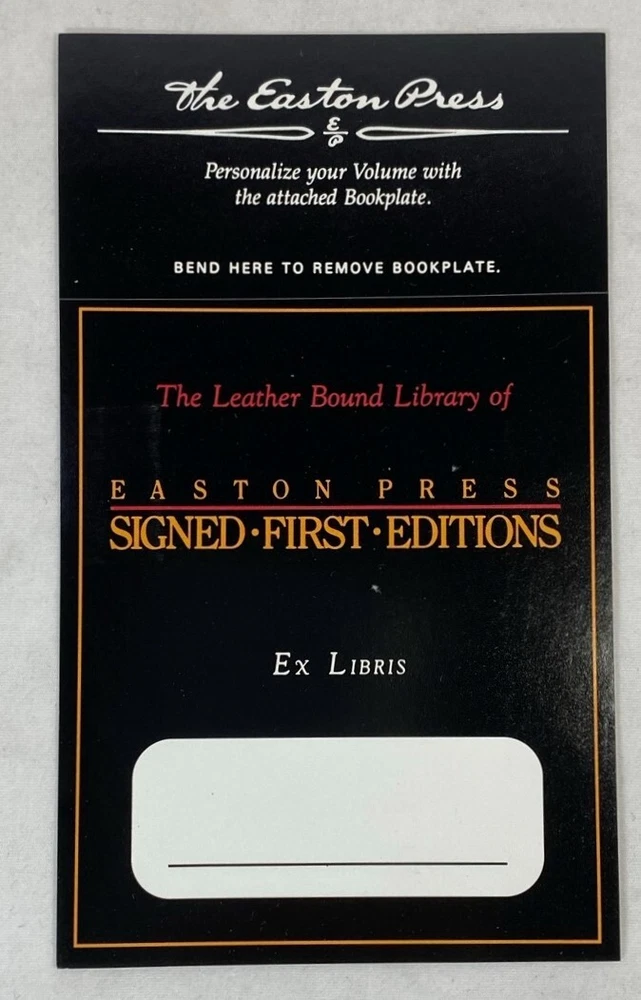 The Easton Press
E
P
Personalize your Volume with
the attached Bookplate.
BEND HERE TO REMOVE BOOKPLATE.
The Leather Bound Library of
EASTON PRESS
SIGNED·FIRST·EDITIONS
Ex Libris